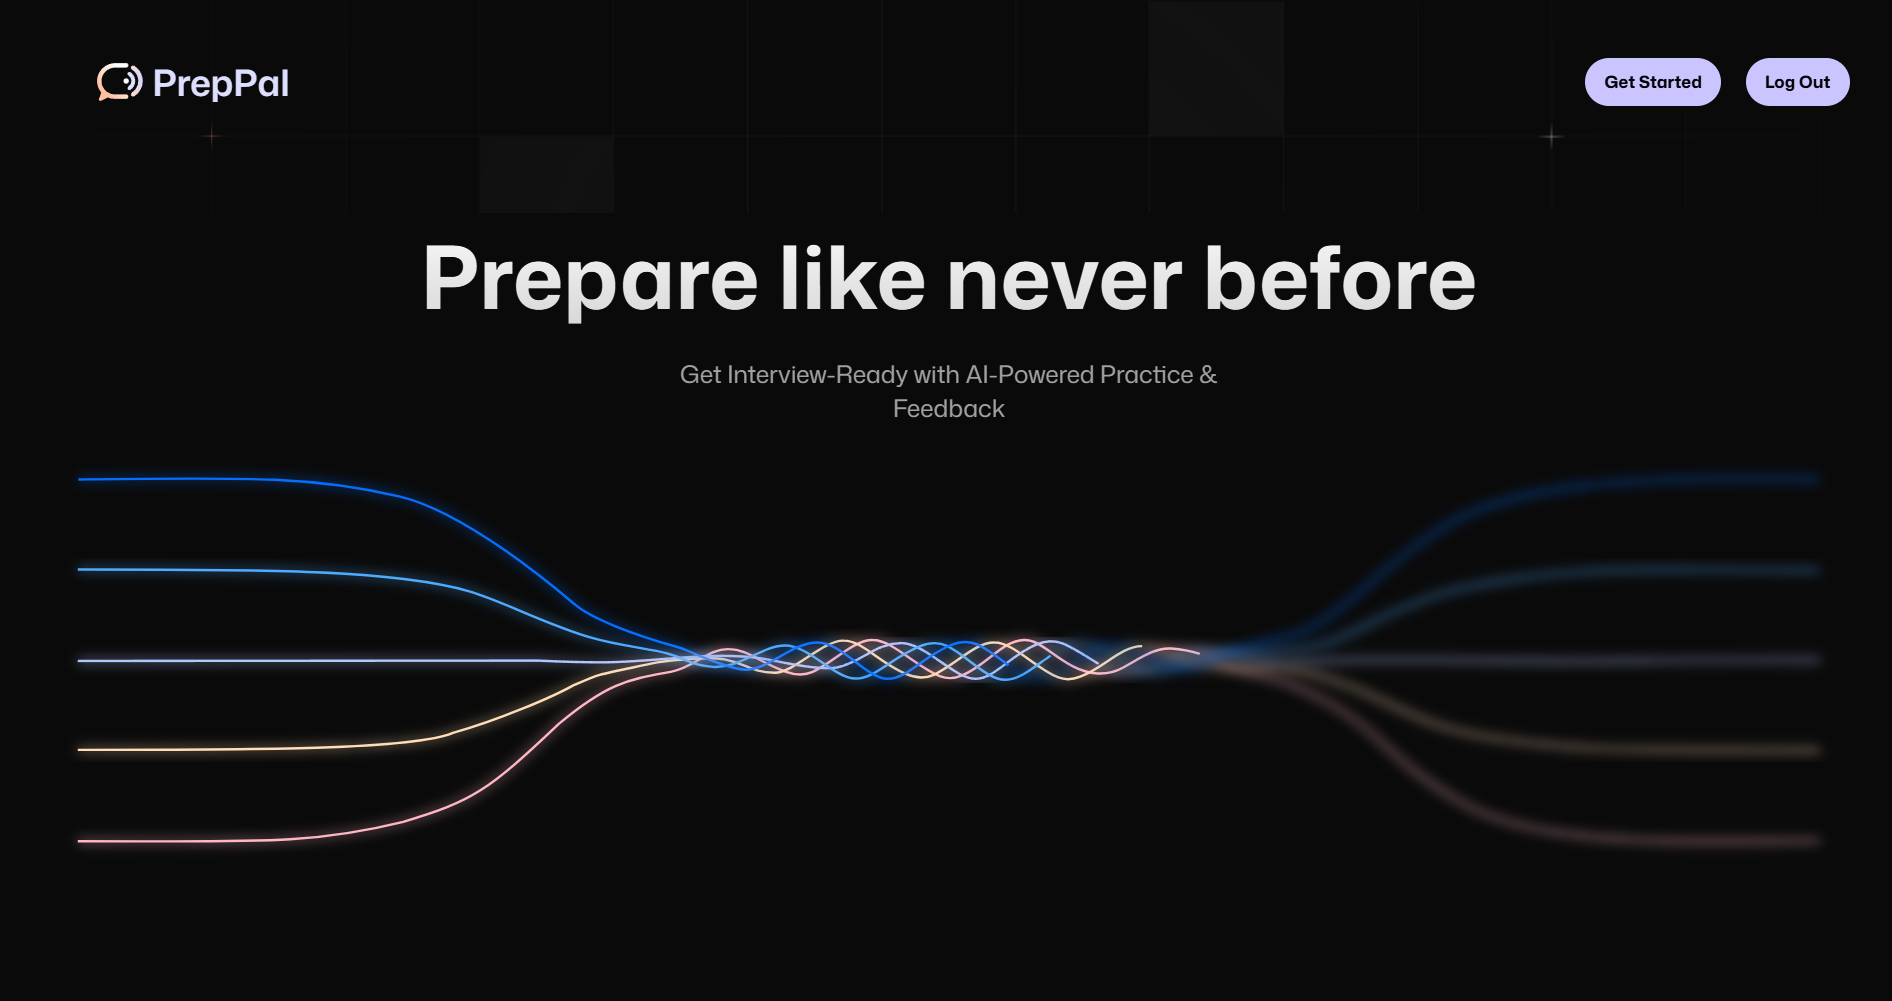 PrepPal
Get Started
Log Out
Prepare like never before
Get Interview-Ready with AI-Powered Practice &
Feedback